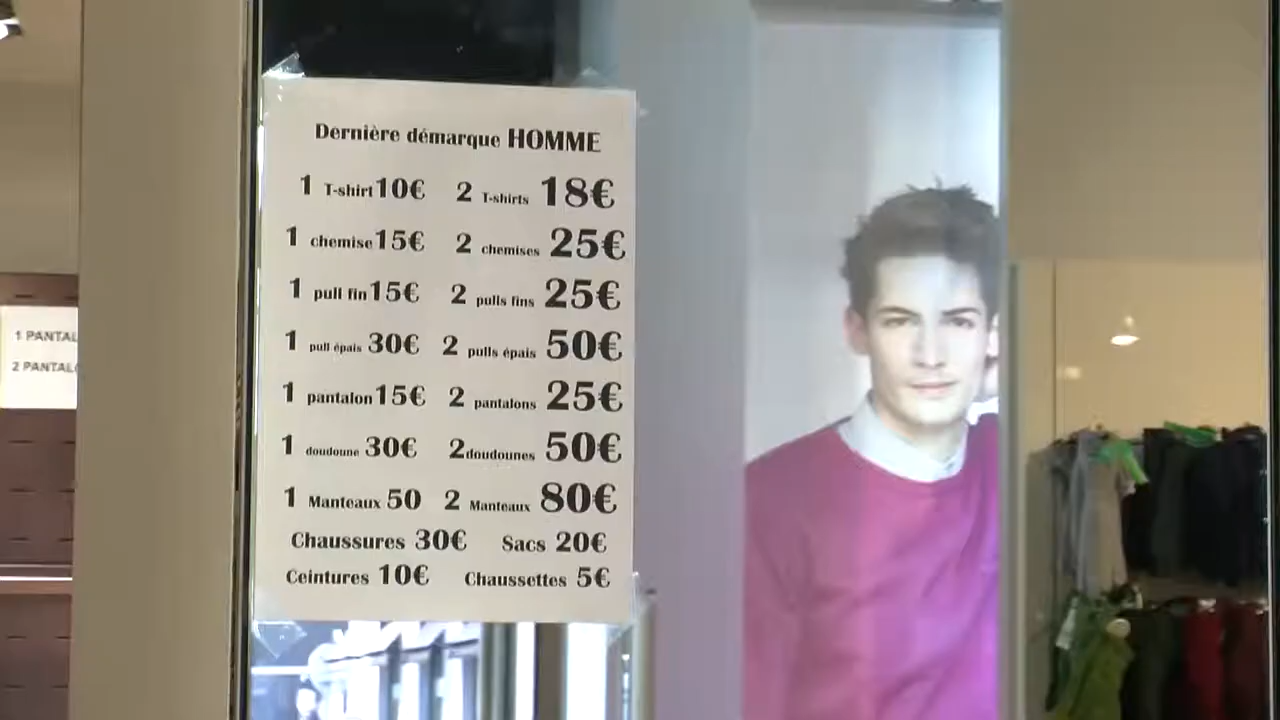 Dernière démarque HOMME
1 T-shirt 10€ 2 T-shirts 18€
1 chemise 15€ 2 chemises 25€
1 pull fin 15€ 2 pulls fins 25€
1 pull épais 30€ 2 pulls épais 50€
1 pantalon 15€ 2 pantalons 25€
1 doudoune 30€ 2 doudounes 50€
1 Manteaux 50 2 Manteaux 80€
Chaussures 30€ Sacs 20€
Ceintures 10€ Chaussettes 5€
1 PANTAL
2 PANTAL